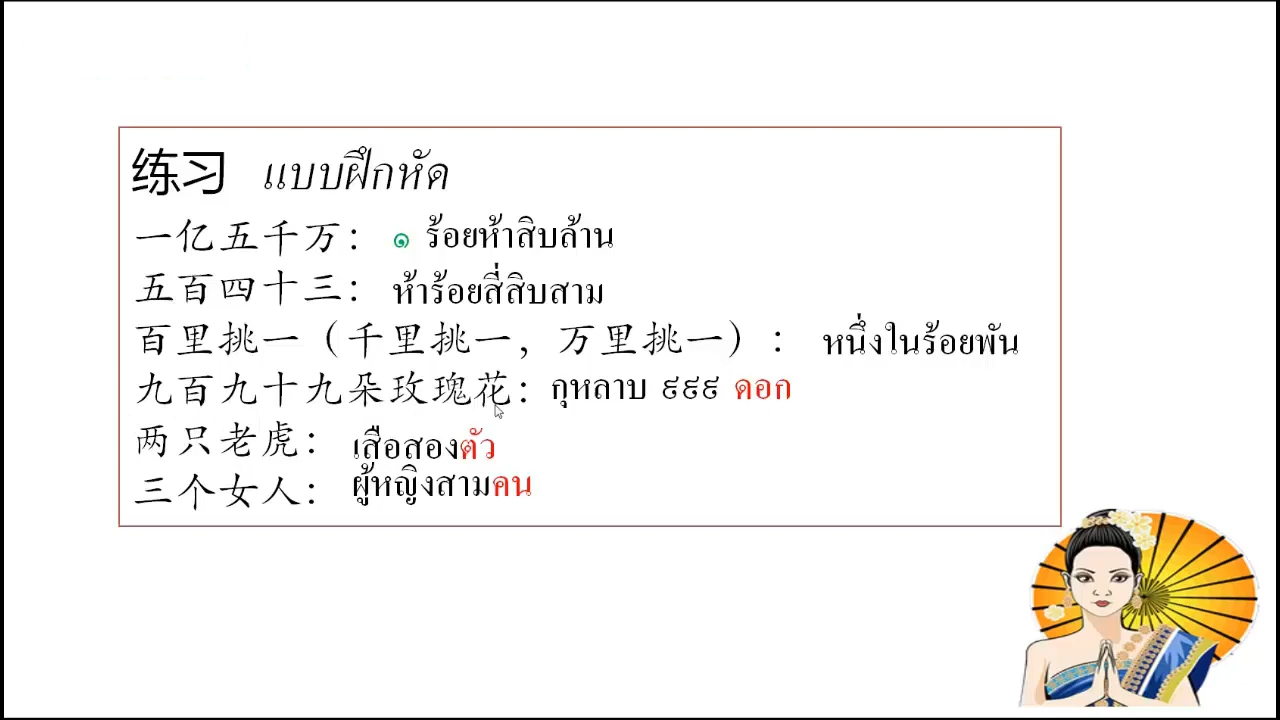 练习 แบบฝึกหัด
一亿五千万： ๑ ร้อยห้าสิบล้าน
五百四十三： ห้าร้อยสี่สิบสาม
百里挑一（千里挑一，万里挑一）： หนึ่งในร้อยพัน
九百九十九朵玫瑰花：กุหลาบ ๙๙๙ ดอก
两只老虎： เสือสองตัว
三个女人： ผู้หญิงสามคน